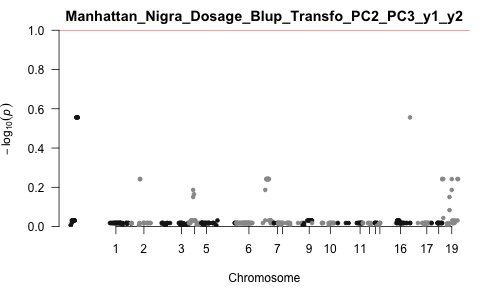 Manhattan_Nigra_Dosage_Blup_Transfo_PC2_PC3_y1_y2
1.0
0.8
0.6
0.4
0.2
0.0
− log10(p)
1 2 3 5 6 7 9 10 11 16 17 19
Chromosome